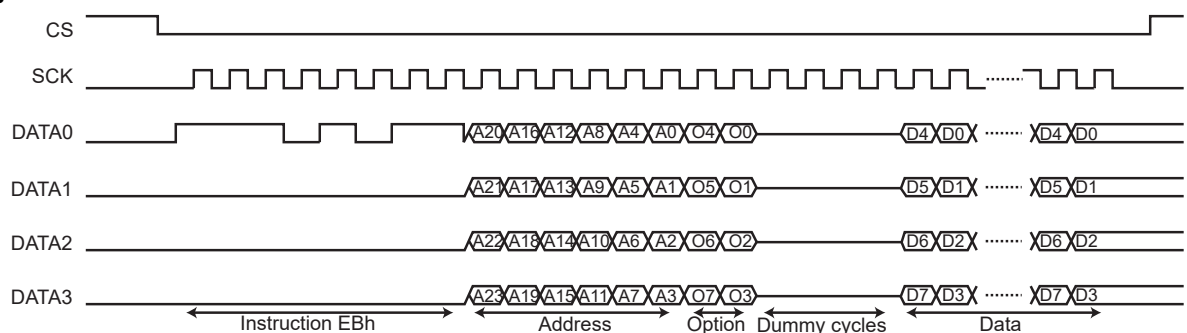 CS
SCK
DATA0 A20 A16 A12 A8 A4 A0 O4 O0 D4 D0 D4 D0
DATA1 A21 A17 A13 A9 A5 A1 O5 O1 D5 D1 D5 D1
DATA2 A22 A18 A14 A10 A6 A2 O6 O2 D6 D2 D6 D2
DATA3 A23 A19 A15 A11 A7 A3 O7 O3 D7 D3 D7 D3
Instruction EBh Address Option Dummy cycles Data